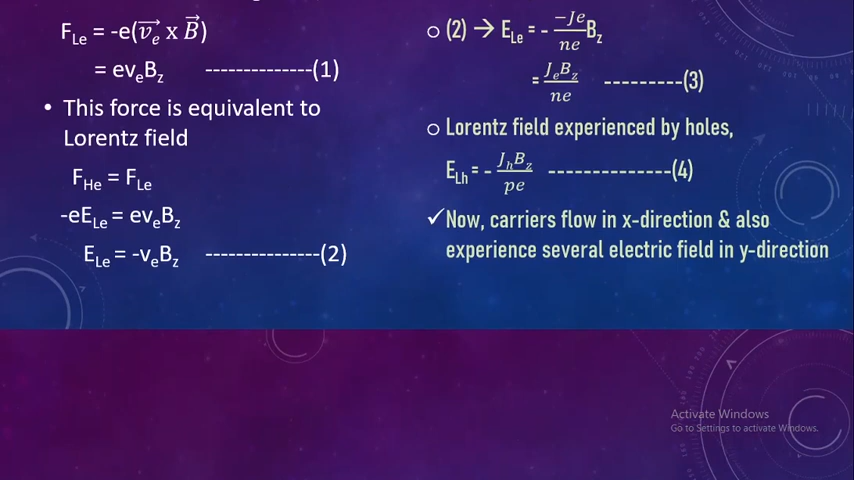 F_Le = -e(v_e⃗ x B⃗)
= ev_eB_z --------------(1)
• This force is equivalent to
Lorentz field
F_He = F_Le
-eE_Le = ev_eB_z
E_Le = -v_eB_z ---------------(2)
○ (2) → E_Le = - (-Je/ne) B_z
= J_eB_z/ne ---------(3)
○ Lorentz field experienced by holes,
E_Lh = - J_hB_z/pe --------------(4)
✓Now, carriers flow in x-direction & also
experience several electric field in y-direction
Activate Windows
Go to Settings to activate Windows.